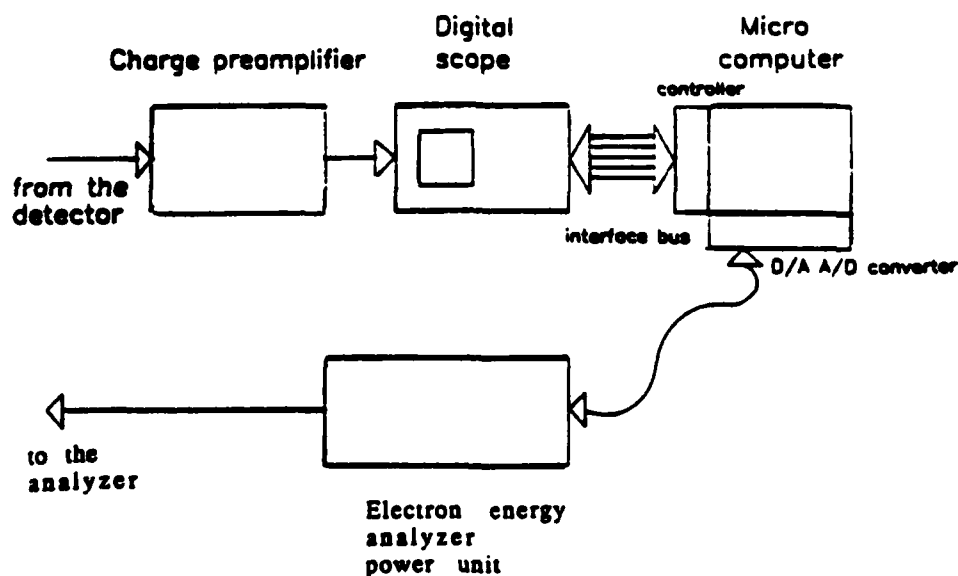 Charge preamplifier
Digital
scope
Micro
computer
controller
from the
detector
interface bus
D/A A/D converter
to the
analyzer
Electron energy
analyzer
power unit